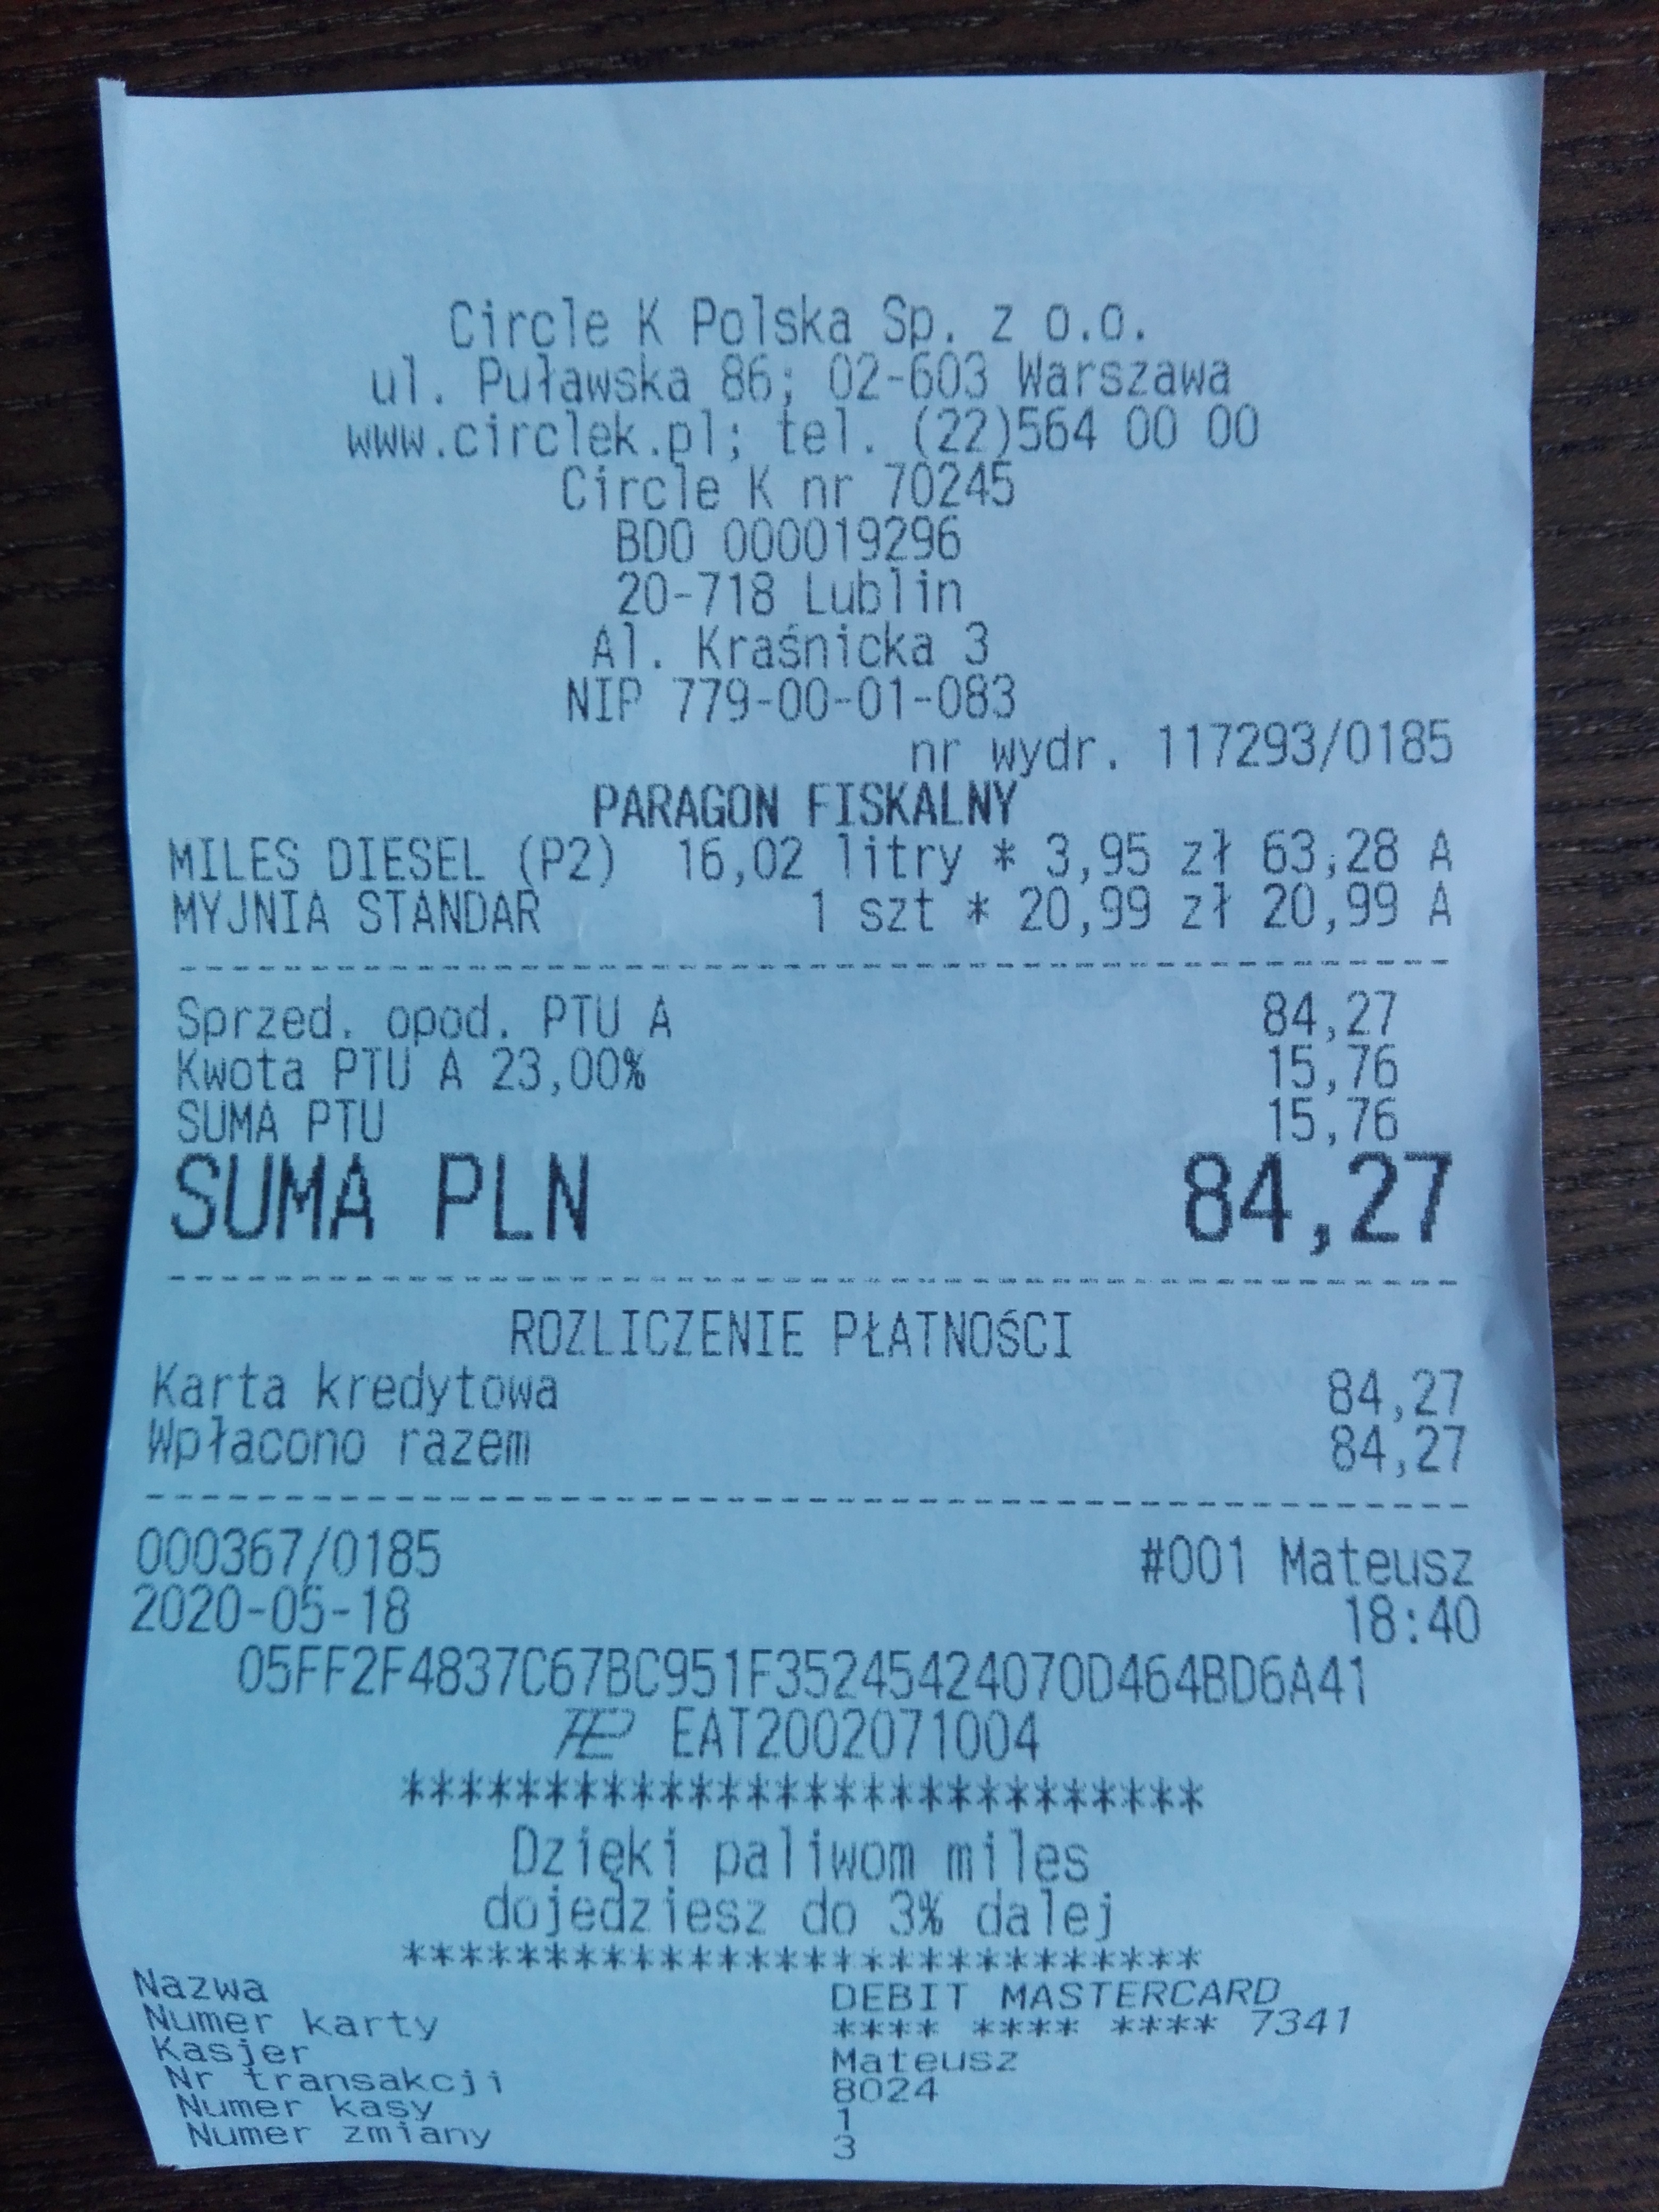 Circle K Polska Sp. z o.o.
ul. Puławska 86; 02-603 Warszawa
www.circlek.pl; tel. (22)564 00 00
Circle K nr 70245
BDO 000019296
20-718 Lublin
Al. Kraśnicka 3
NIP 779-00-01-083
nr wydr. 117293/0185
PARAGON FISKALNY
MILES DIESEL (P2) 16,02 litry * 3,95 zł 63,28 A
MYJNIA STANDAR 1 szt * 20,99 zł 20,99 A
Sprzed. opod. PTU A 84,27
Kwota PTU A 23,00% 15,76
SUMA PTU 15,76
SUMA PLN 84,27
ROZLICZENIE PŁATNOŚCI
Karta kredytowa 84,27
Wpłacono razem 84,27
000367/0185 #001 Mateusz
2020-05-18 18:40
05FF2F4837C67BC951F35245424070D464BD6A41
EAT2002071004
****************************
Dzięki paliwom miles
dojedziesz do 3% dalej
****************************
Nazwa DEBIT MASTERCARD
Numer karty **** **** **** 7341
Kasjer Mateusz
Nr transakcji 8024
Numer kasy 1
Numer zmiany 3